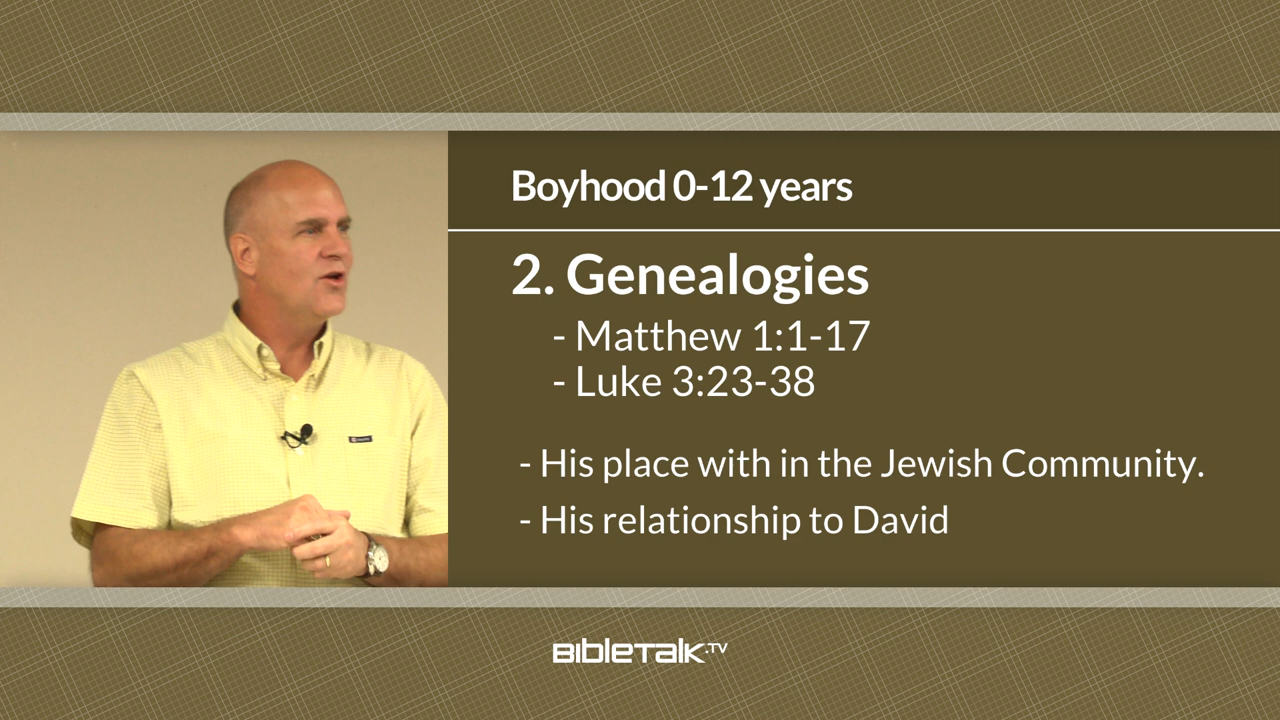 Boyhood 0-12 years
2. Genealogies
- Matthew 1:1-17
- Luke 3:23-38
- His place with in the Jewish Community.
- His relationship to David
BIBLETALK.TV